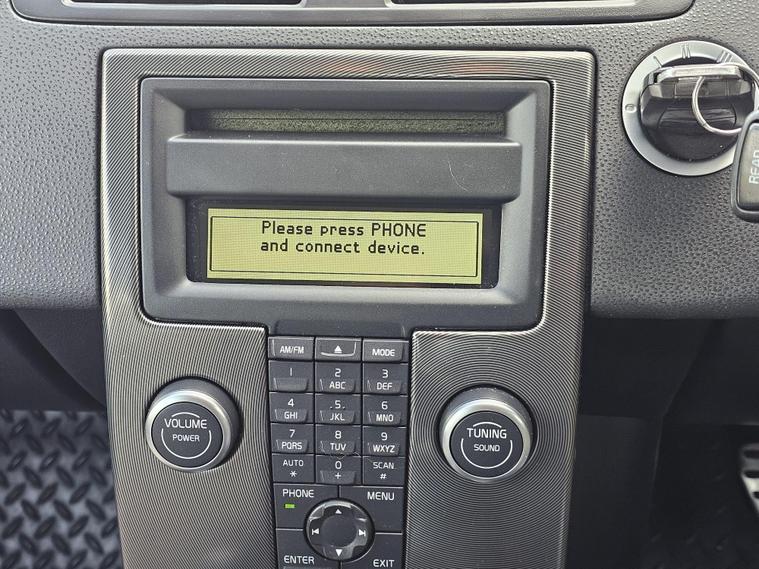 Please press PHONE
and connect device.
READ
AM/FM
MODE
1
2
ABC
3
DEF
4
GHI
5
JKL
6
MNO
7
PQRS
8
TUV
9
WXYZ
AUTO
*
0
+
SCAN
#
VOLUME
POWER
TUNING
SOUND
PHONE
MENU
ENTER
EXIT